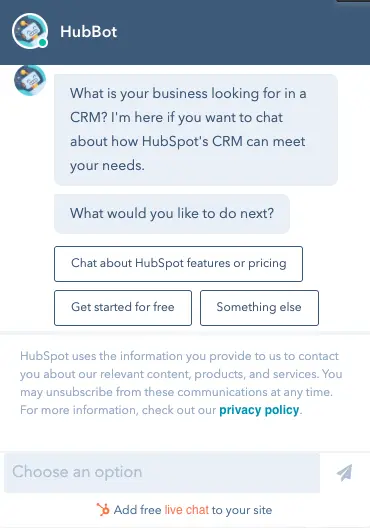 HubBot
What is your business looking for in a
CRM? I'm here if you want to chat
about how HubSpot's CRM can meet
your needs.
What would you like to do next?
Chat about HubSpot features or pricing
Get started for free
Something else
HubSpot uses the information you provide to us to contact
you about our relevant content, products, and services. You
may unsubscribe from these communications at any time.
For more information, check out our privacy policy.
Choose an option
Add free live chat to your site